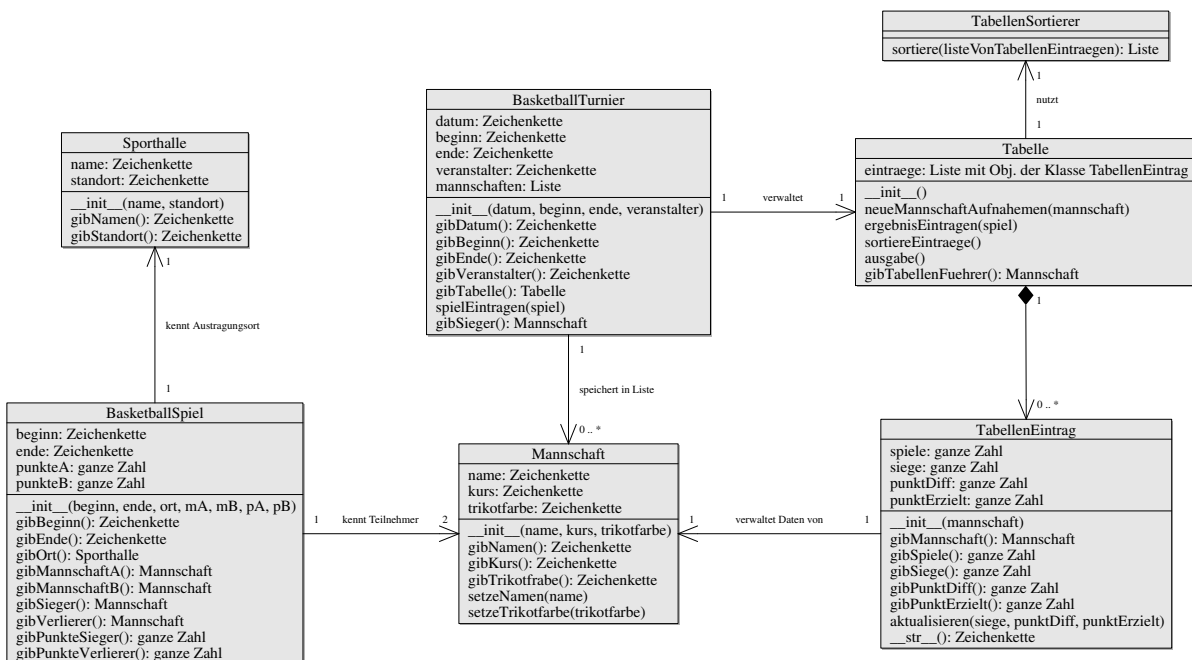 TabellenSortierer
sortiere(listeVonTabellenEintraegen): Liste
1
nutzt
1
BasketballTurnier
datum: Zeichenkette
beginn: Zeichenkette
ende: Zeichenkette
veranstalter: Zeichenkette
mannschaften: Liste
__init__(datum, beginn, ende, veranstalter)
gibDatum(): Zeichenkette
gibBeginn(): Zeichenkette
gibEnde(): Zeichenkette
gibVeranstalter(): Zeichenkette
gibTabelle(): Tabelle
spielEintragen(spiel)
gibSieger(): Mannschaft
1 verwaltet 1
Tabelle
eintraege: Liste mit Obj. der Klasse TabellenEintrag
__init__()
neueMannschaftAufnahemen(mannschaft)
ergebnisEintragen(spiel)
sortiereEintraege()
ausgabe()
gibTabellenFuehrer(): Mannschaft
Sporthalle
name: Zeichenkette
standort: Zeichenkette
__init__(name, standort)
gibNamen(): Zeichenkette
gibStandort(): Zeichenkette
1
kennt Austragungsort
1
1
speichert in Liste
0 .. *
1
0 .. *
BasketballSpiel
beginn: Zeichenkette
ende: Zeichenkette
punkteA: ganze Zahl
punkteB: ganze Zahl
__init__(beginn, ende, ort, mA, mB, pA, pB)
gibBeginn(): Zeichenkette
gibEnde(): Zeichenkette
gibOrt(): Sporthalle
gibMannschaftA(): Mannschaft
gibMannschaftB(): Mannschaft
gibSieger(): Mannschaft
gibVerlierer(): Mannschaft
gibPunkteSieger(): ganze Zahl
gibPunkteVerlierer(): ganze Zahl
1 kennt Teilnehmer 2
Mannschaft
name: Zeichenkette
kurs: Zeichenkette
trikotfarbe: Zeichenkette
__init__(name, kurs, trikotfarbe)
gibNamen(): Zeichenkette
gibKurs(): Zeichenkette
gibTrikotfrabe(): Zeichenkette
setzeNamen(name)
setzeTrikotfarbe(trikotfarbe)
1 verwaltet Daten von 1
TabellenEintrag
spiele: ganze Zahl
siege: ganze Zahl
punktDiff: ganze Zahl
punktErzielt: ganze Zahl
__init__(mannschaft)
gibMannschaft(): Mannschaft
gibSpiele(): ganze Zahl
gibSiege(): ganze Zahl
gibPunktDiff(): ganze Zahl
gibPunktErzielt(): ganze Zahl
aktualisieren(siege, punktDiff, punktErzielt)
__str__(): Zeichenkette